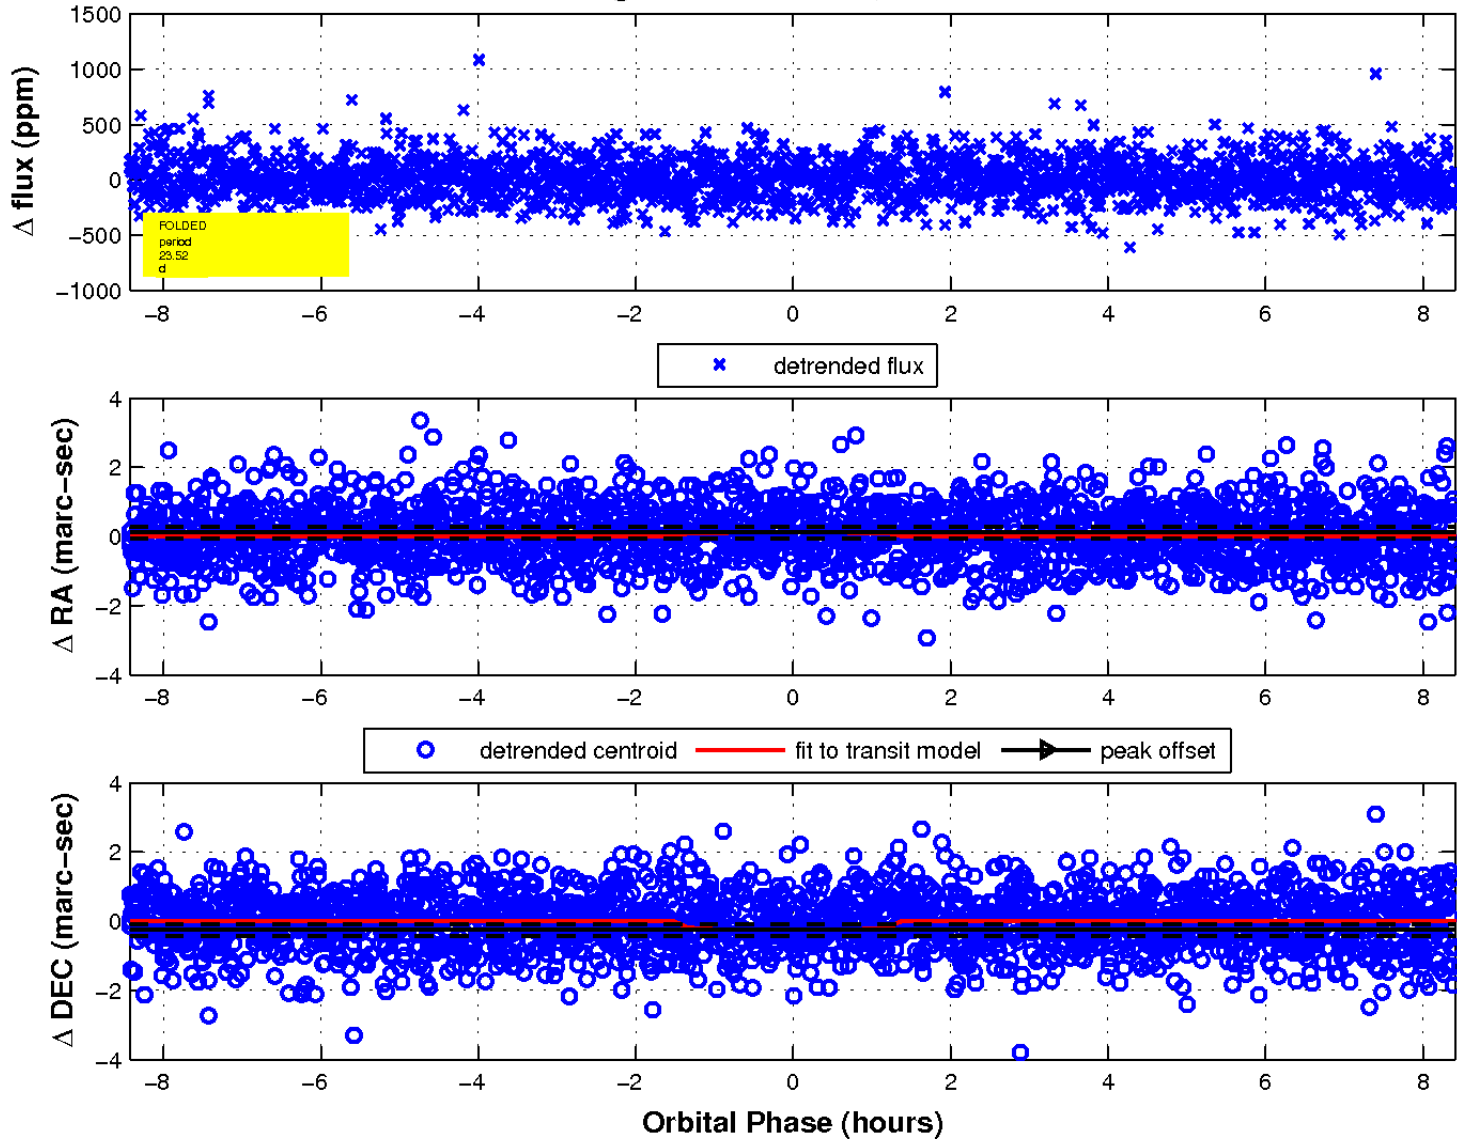 1500
1000
500
0
−500
−1000
Δ flux (ppm)
FOLDED
period
23.52
d
−8 −6 −4 −2 0 2 4 6 8
detrended flux
4
2
0
−2
−4
Δ RA (marc−sec)
−8 −6 −4 −2 0 2 4 6 8
detrended centroid fit to transit model peak offset
4
2
0
−2
−4
Δ DEC (marc−sec)
−8 −6 −4 −2 0 2 4 6 8
Orbital Phase (hours)